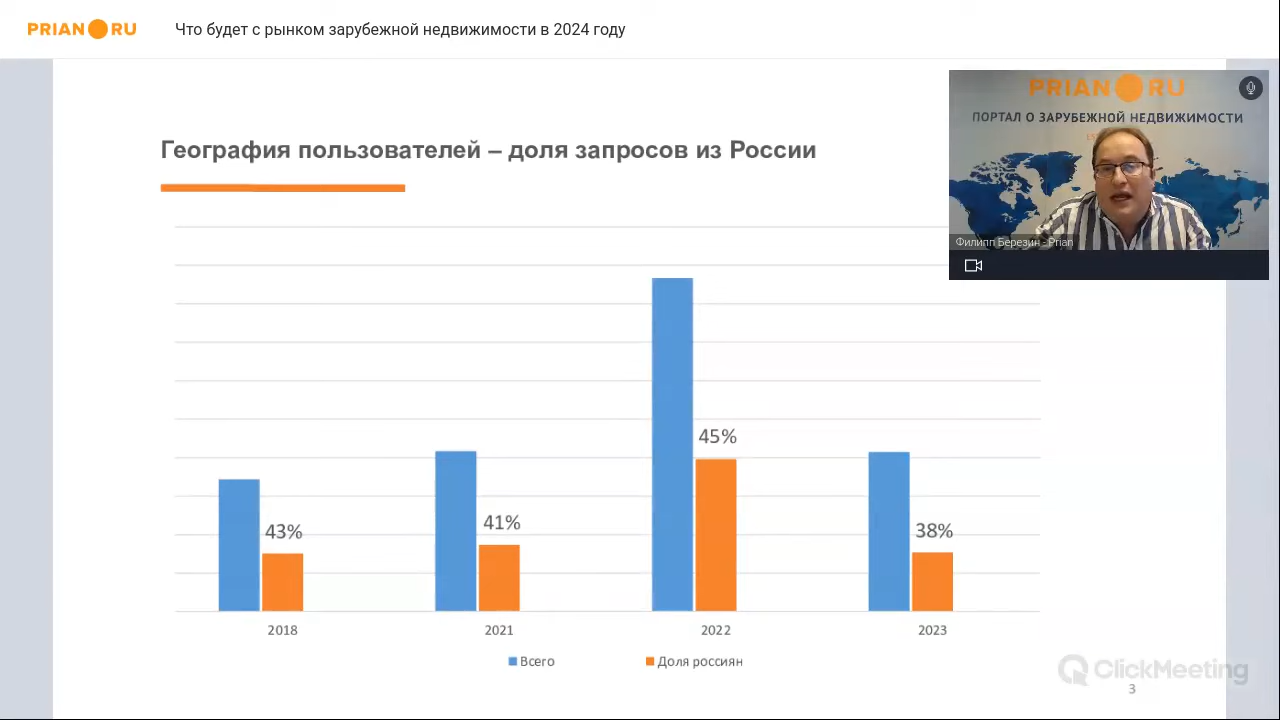 PRIAN RU
Что будет с рынком зарубежной недвижимости в 2024 году
PRIAN RU
ПОРТАЛ О ЗАРУБЕЖНОЙ НЕДВИЖИМОСТИ
Филипп Березин - Prian
География пользователей – доля запросов из России
43%
41%
45%
38%
2018
2021
2022
2023
Всего
Доля россиян
ClickMeeting
3